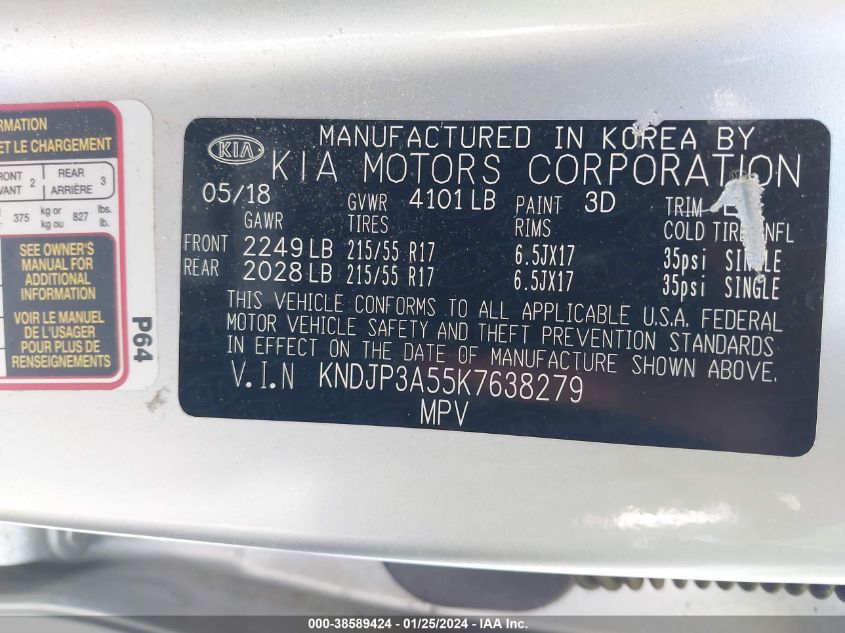 RMATION
ET LE CHARGEMENT
FRONT 2 REAR 3
AVANT ARRIÈRE
375 kg or 827 lbs.
kg ou lb.
SEE OWNER'S
MANUAL FOR
ADDITIONAL
INFORMATION
VOIR LE MANUEL
DE L'USAGER
POUR PLUS DE
RENSEIGNEMENTS
P64
KIA
MANUFACTURED IN KOREA BY
KIA MOTORS CORPORATION
05/18 GVWR 4101 LB PAINT 3D TRIM
GAWR TIRES RIMS COLD TIRE INFL
FRONT 2249 LB 215/55 R17 6.5JX17 35psi SINGLE
REAR 2028 LB 215/55 R17 6.5JX17 35psi SINGLE
THIS VEHICLE CONFORMS TO ALL APPLICABLE U.S.A. FEDERAL
MOTOR VEHICLE SAFETY AND THEFT PREVENTION STANDARDS
IN EFFECT ON THE DATE OF MANUFACTURE SHOWN ABOVE.
V.I.N KNDJP3A55K7638279
MPV
000-38589424 - 01/25/2024 - IAA Inc.